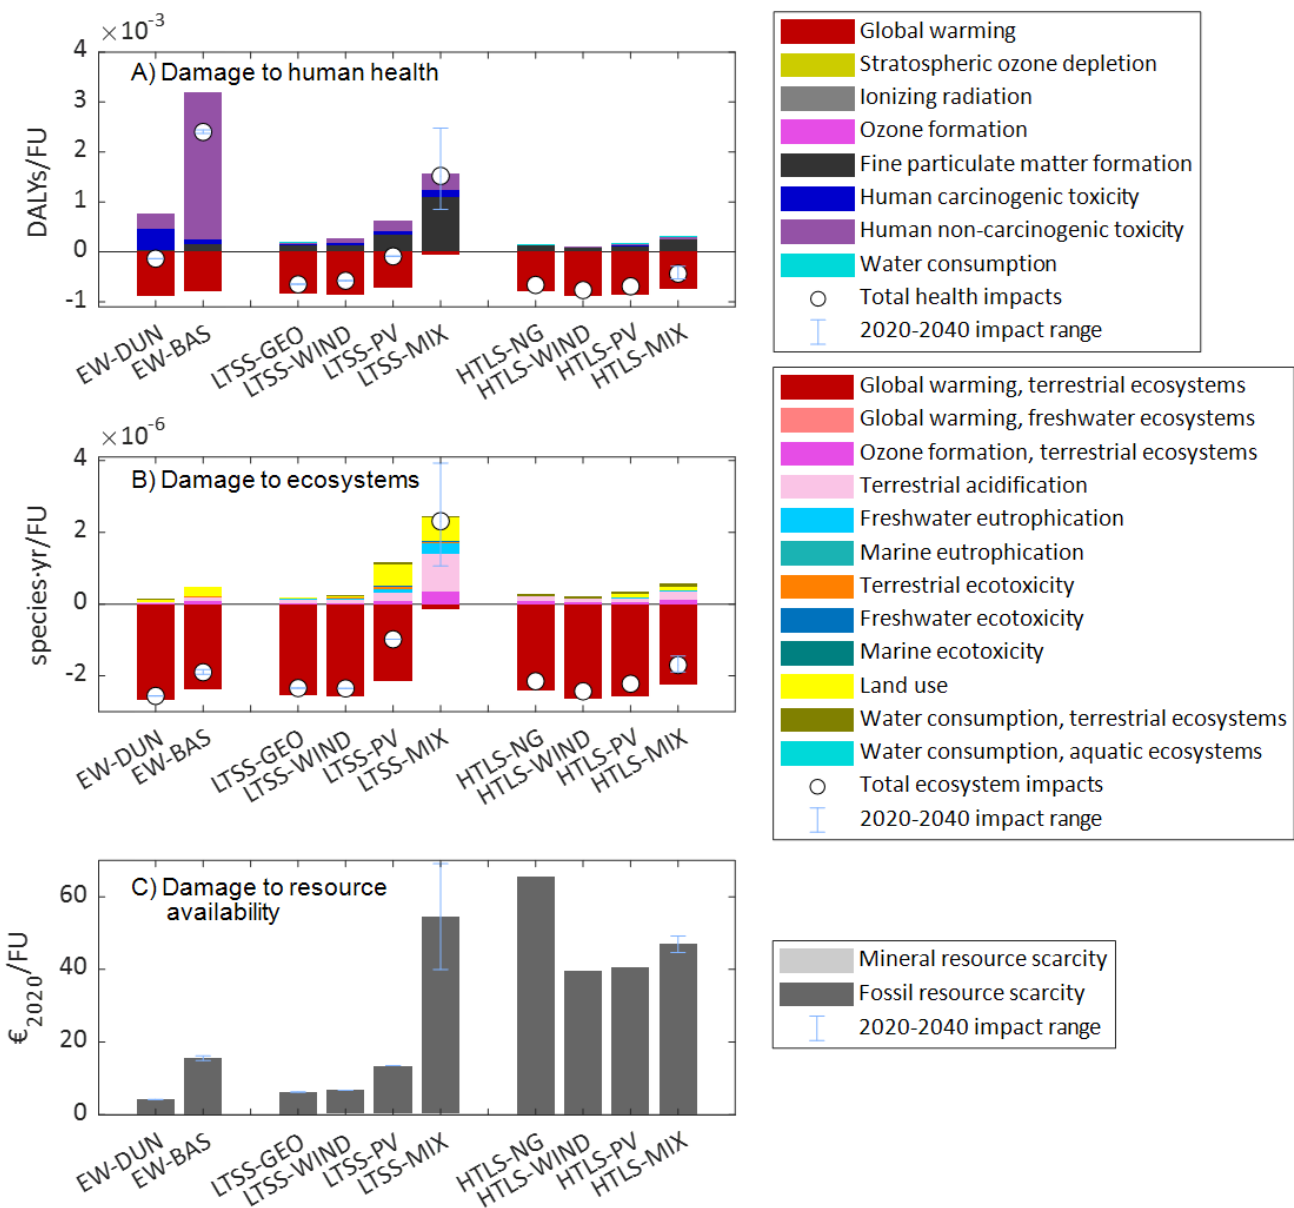 ×10⁻³
4
3
2
1
0
-1
DALYs/FU
A) Damage to human health
EW-DUN
EW-BAS
LTSS-GEO
LTSS-WIND
LTSS-PV
LTSS-MIX
HTLS-NG
HTLS-WIND
HTLS-PV
HTLS-MIX
Global warming
Stratospheric ozone depletion
Ionizing radiation
Ozone formation
Fine particulate matter formation
Human carcinogenic toxicity
Human non-carcinogenic toxicity
Water consumption
Total health impacts
2020-2040 impact range
×10⁻⁶
4
2
0
-2
species·yr/FU
B) Damage to ecosystems
EW-DUN
EW-BAS
LTSS-GEO
LTSS-WIND
LTSS-PV
LTSS-MIX
HTLS-NG
HTLS-WIND
HTLS-PV
HTLS-MIX
Global warming, terrestrial ecosystems
Global warming, freshwater ecosystems
Ozone formation, terrestrial ecosystems
Terrestrial acidification
Freshwater eutrophication
Marine eutrophication
Terrestrial ecotoxicity
Freshwater ecotoxicity
Marine ecotoxicity
Land use
Water consumption, terrestrial ecosystems
Water consumption, aquatic ecosystems
Total ecosystem impacts
2020-2040 impact range
60
40
20
0
€₂₀₂₀/FU
C) Damage to resource
availability
EW-DUN
EW-BAS
LTSS-GEO
LTSS-WIND
LTSS-PV
LTSS-MIX
HTLS-NG
HTLS-WIND
HTLS-PV
HTLS-MIX
Mineral resource scarcity
Fossil resource scarcity
2020-2040 impact range